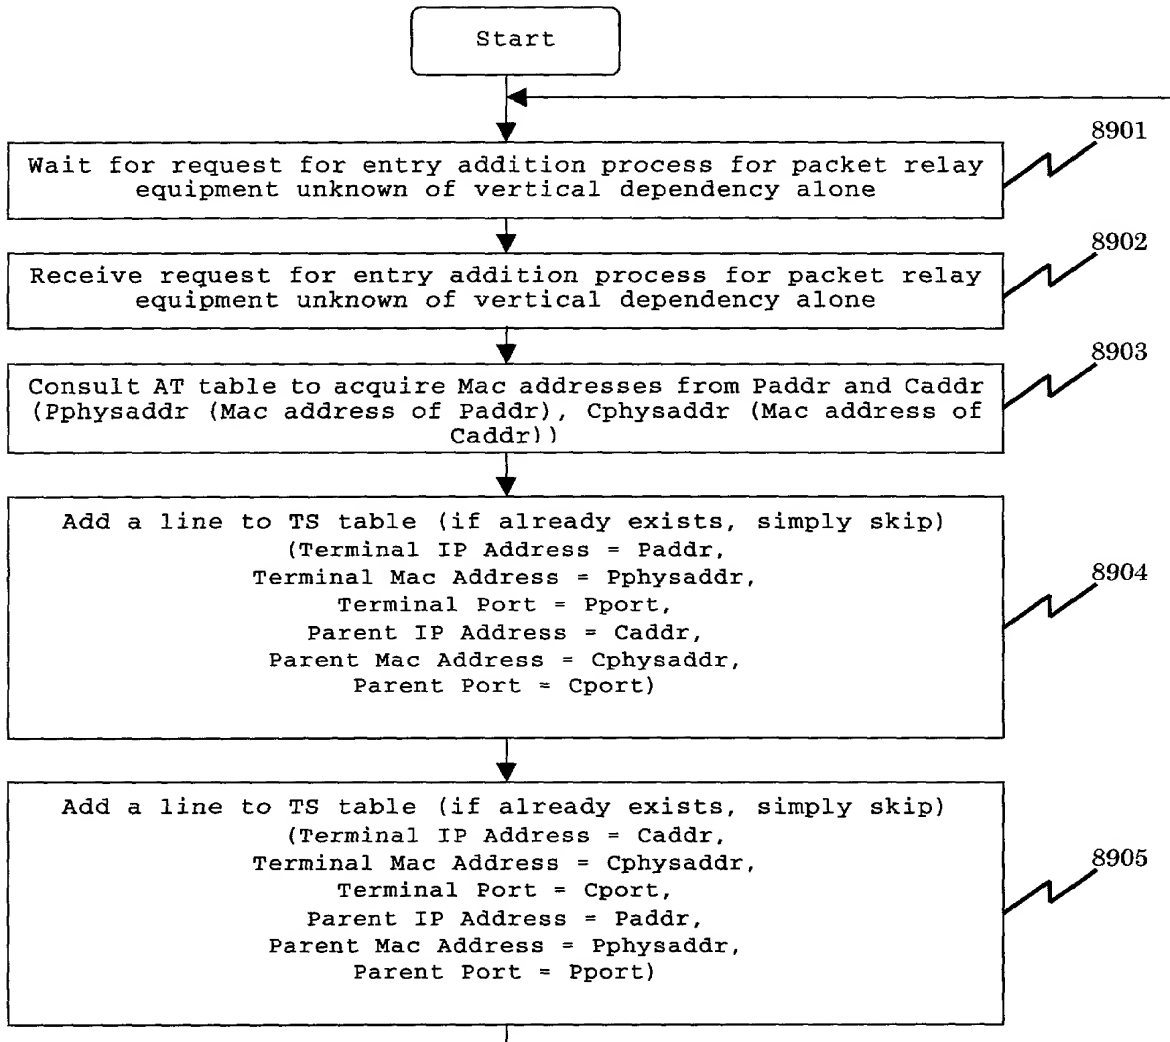 Start
Wait for request for entry addition process for packet relay
equipment unknown of vertical dependency alone
8901
Receive request for entry addition process for packet relay
equipment unknown of vertical dependency alone
8902
Consult AT table to acquire Mac addresses from Paddr and Caddr
(Pphysaddr (Mac address of Paddr), Cphysaddr (Mac address of
Caddr))
8903
Add a line to TS table (if already exists, simply skip)
(Terminal IP Address = Paddr,
Terminal Mac Address = Pphysaddr,
Terminal Port = Pport,
Parent IP Address = Caddr,
Parent Mac Address = Cphysaddr,
Parent Port = Cport)
8904
Add a line to TS table (if already exists, simply skip)
(Terminal IP Address = Caddr,
Terminal Mac Address = Cphysaddr,
Terminal Port = Cport,
Parent IP Address = Paddr,
Parent Mac Address = Pphysaddr,
Parent Port = Pport)
8905